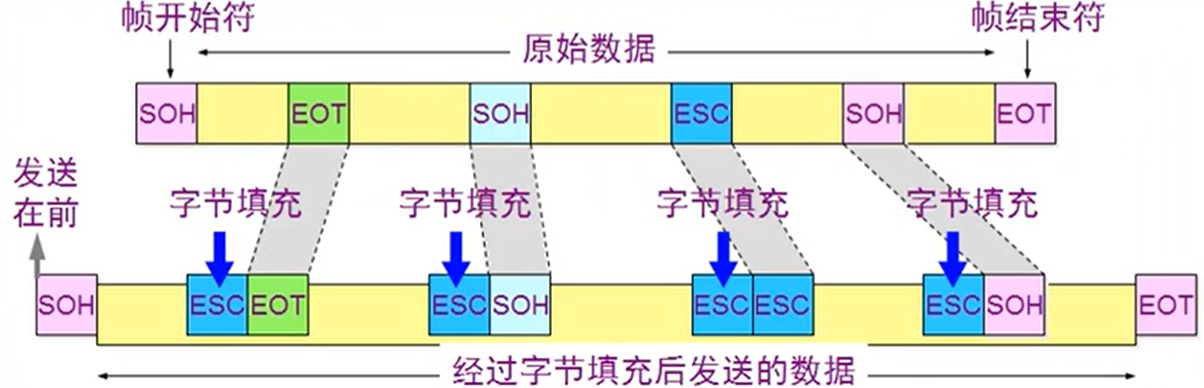 帧开始符 帧结束符
原始数据
SOH EOT SOH ESC SOH EOT
发送
在前
字节填充 字节填充 字节填充 字节填充
SOH ESC EOT ESC SOH ESC ESC ESC SOH EOT
经过字节填充后发送的数据